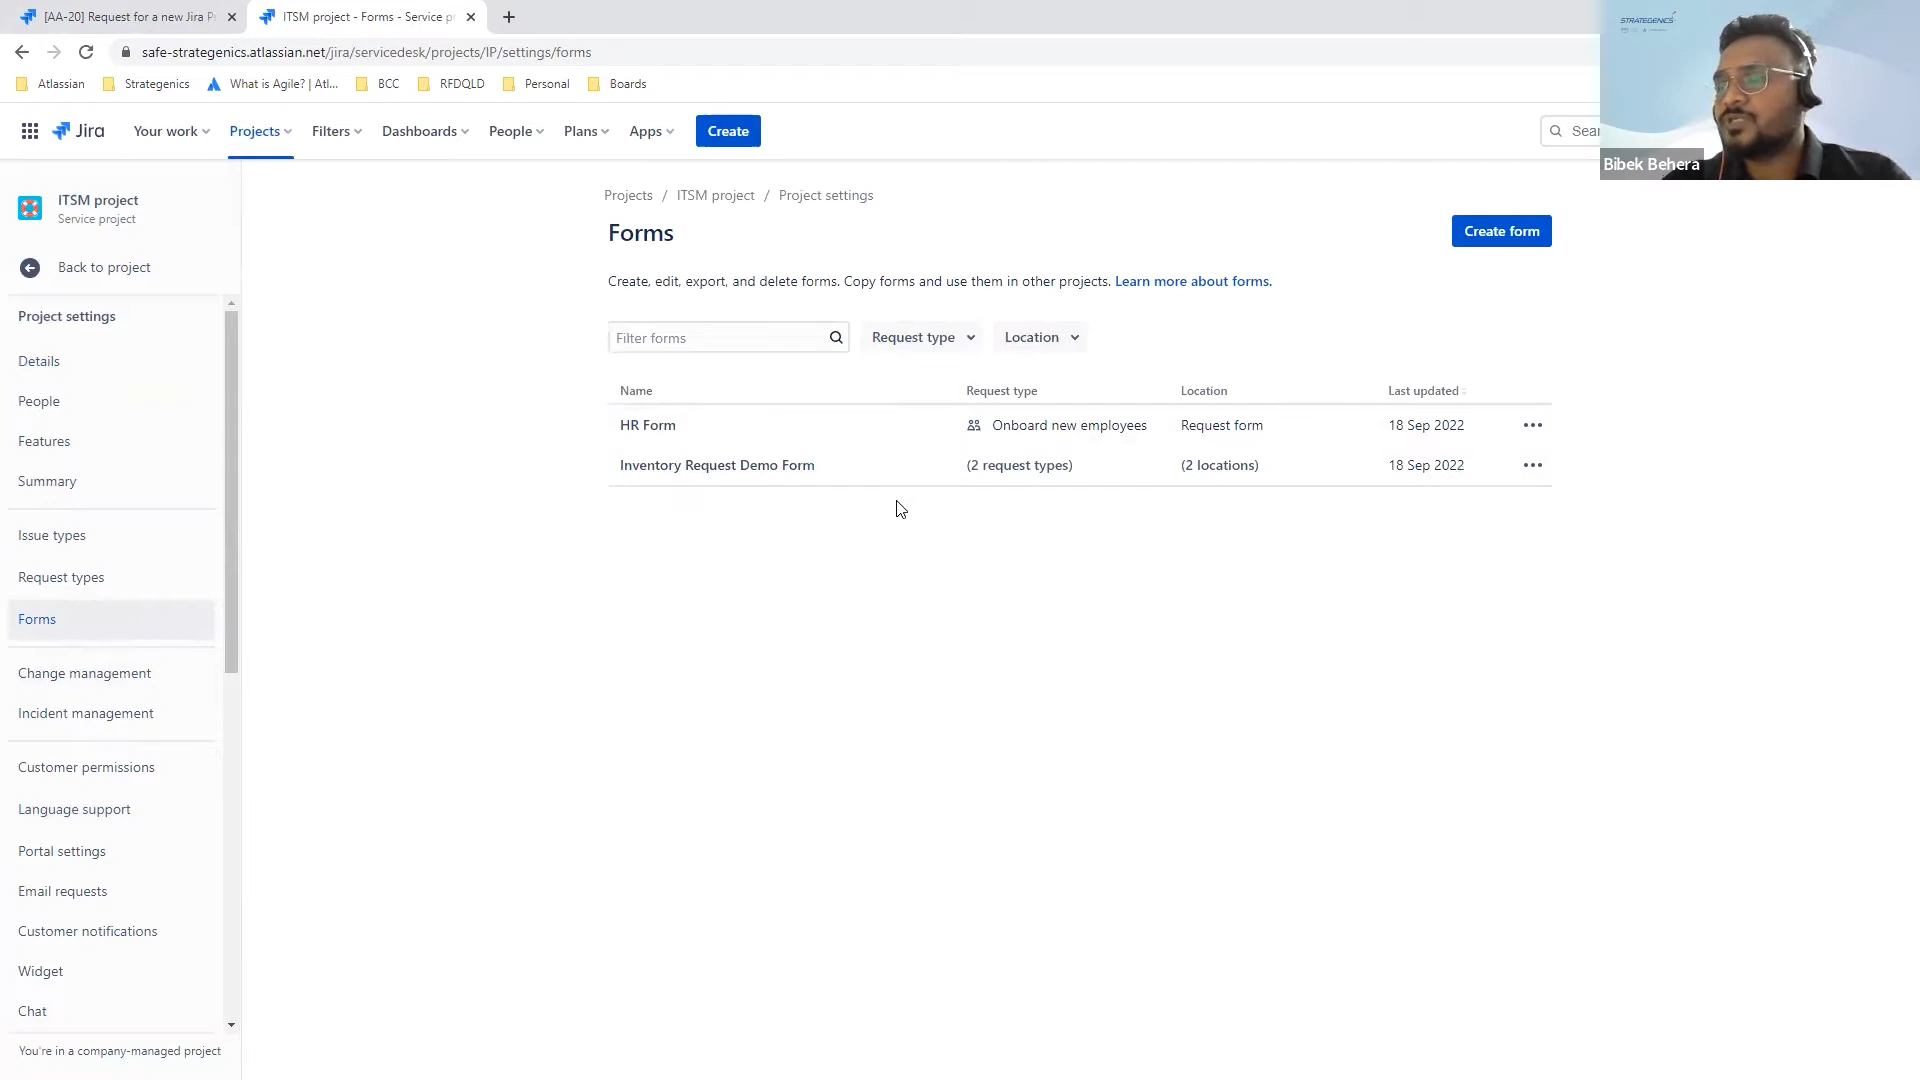 [AA-20] Request for a new Jira P
ITSM project - Forms - Service pr
safe-strategenics.atlassian.net/jira/servicedesk/projects/IP/settings/forms
Atlassian
Strategenics
What is Agile? | Atl...
BCC
RFDQLD
Personal
Boards
STRATEGENICS
Jira
Your work
Projects
Filters
Dashboards
People
Plans
Apps
Create
Sear
Bibek Behera
ITSM project
Service project
Back to project
Project settings
Details
People
Features
Summary
Issue types
Request types
Forms
Change management
Incident management
Customer permissions
Language support
Portal settings
Email requests
Customer notifications
Widget
Chat
You're in a company-managed project
Projects / ITSM project / Project settings
Forms
Create form
Create, edit, export, and delete forms. Copy forms and use them in other projects. Learn more about forms.
Filter forms
Request type
Location
Name Request type Location Last updated
HR Form Onboard new employees Request form 18 Sep 2022
Inventory Request Demo Form (2 request types) (2 locations) 18 Sep 2022